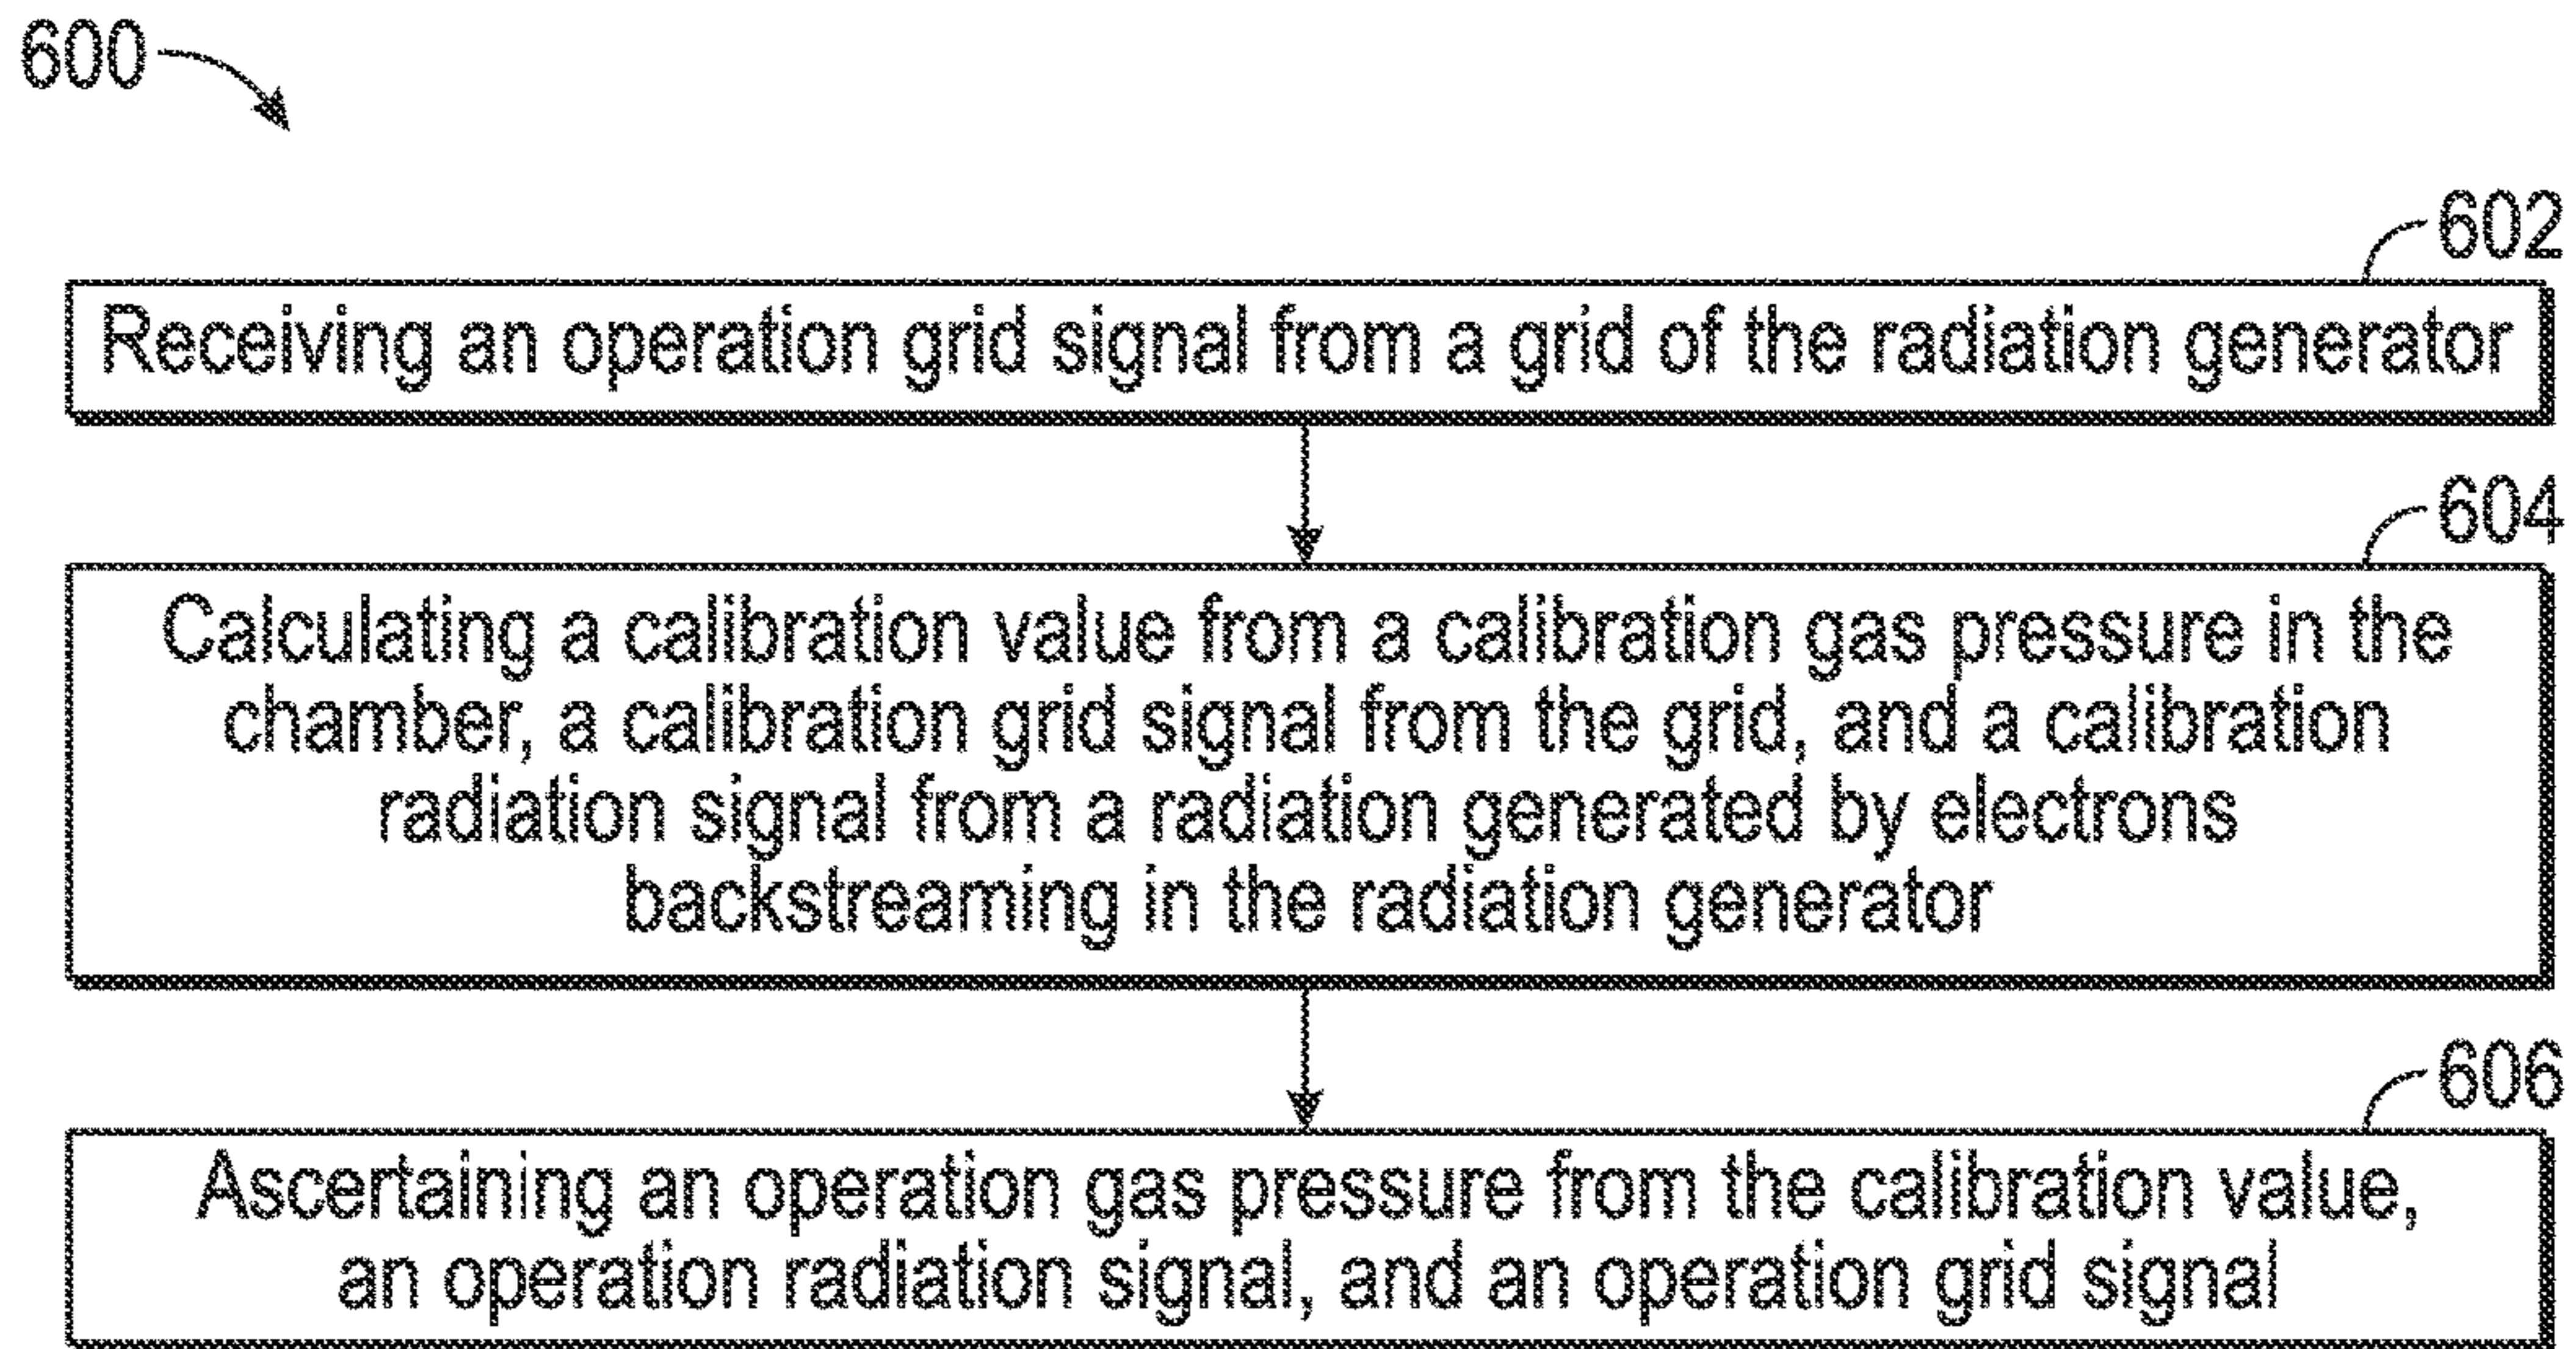 600
602
Receiving an operation grid signal from a grid of the radiation generator
604
Calculating a calibration value from a calibration gas pressure in the
chamber, a calibration grid signal from the grid, and a calibration
radiation signal from a radiation generated by electrons
backstreaming in the radiation generator
606
Ascertaining an operation gas pressure from the calibration value,
an operation radiation signal, and an operation grid signal